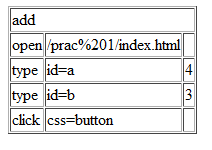 add
open /prac%201/index.html
type id=a 4
type id=b 3
click css=button